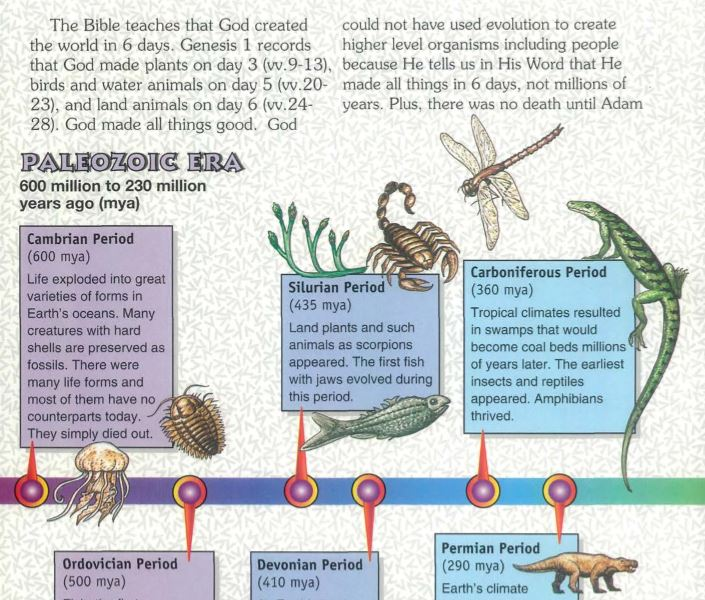 The Bible teaches that God created
the world in 6 days. Genesis 1 records
that God made plants on day 3 (vv.9-13),
birds and water animals on day 5 (vv.20-
23), and land animals on day 6 (vv.24-
28). God made all things good. God
could not have used evolution to create
higher level organisms including people
because He tells us in His Word that He
made all things in 6 days, not millions of
years. Plus, there was no death until Adam
PALEOZOIC ERA
600 million to 230 million
years ago (mya)
Cambrian Period
(600 mya)
Life exploded into great
varieties of forms in
Earth's oceans. Many
creatures with hard
shells are preserved as
fossils. There were
many life forms and
most of them have no
counterparts today.
They simply died out.
Silurian Period
(435 mya)
Land plants and such
animals as scorpions
appeared. The first fish
with jaws evolved during
this period.
Carboniferous Period
(360 mya)
Tropical climates resulted
in swamps that would
become coal beds millions
of years later. The earliest
insects and reptiles
appeared. Amphibians
thrived.
Ordovician Period
(500 mya)
Devonian Period
(410 mya)
Permian Period
(290 mya)
Earth's climate